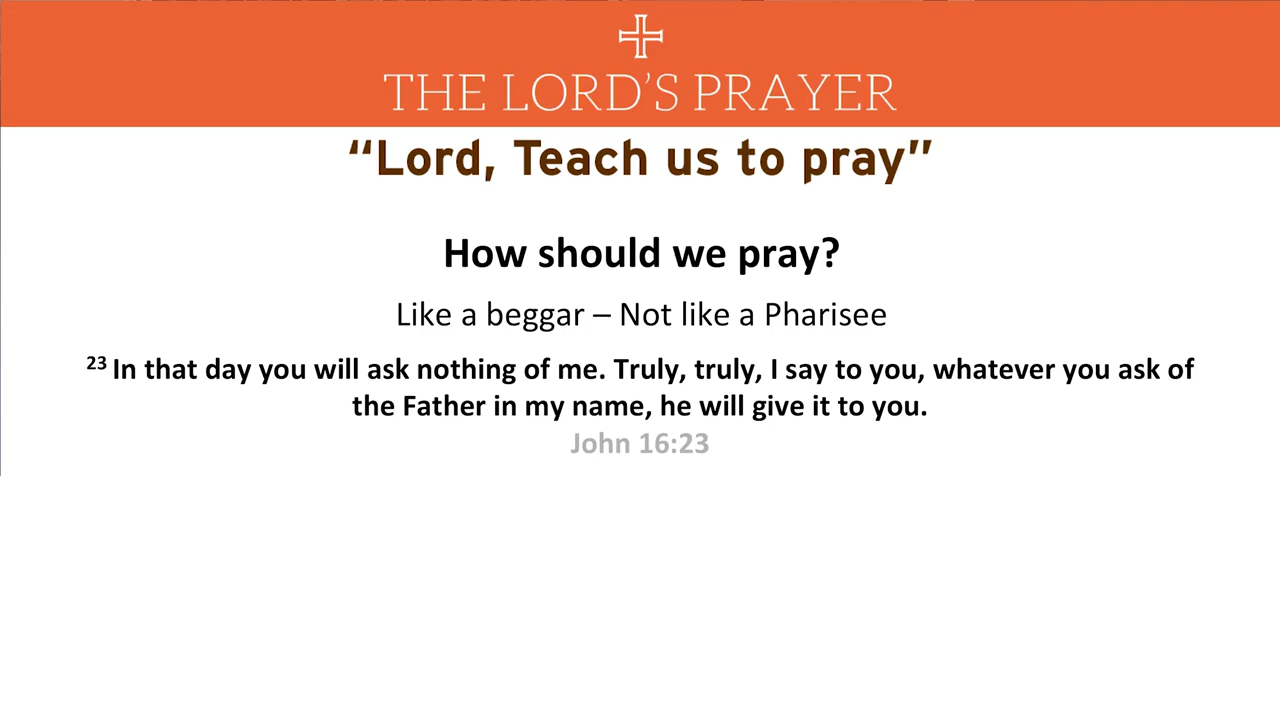 THE LORD’S PRAYER
“Lord, Teach us to pray”
How should we pray?
Like a beggar – Not like a Pharisee
23 In that day you will ask nothing of me. Truly, truly, I say to you, whatever you ask of
the Father in my name, he will give it to you.
John 16:23